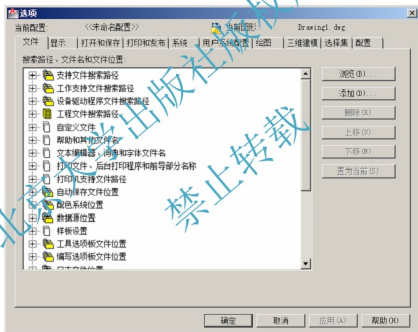 选项
当前配置: <<未命名配置>> 当前图形: Drawing1.dwg
文件 显示 打开和保存 打印和发布 系统 用户系统配置 绘图 三维建模 选择集 配置
搜索路径、文件名和文件位置:
支持文件搜索路径
工作支持文件搜索路径
设备驱动程序文件搜索路径
工程文件搜索路径
自定义文件
帮助和其他文件名
文本编辑器、词典和字体文件名
打印文件、后台打印程序和前导部分名称
打印机支持文件路径
自动保存文件位置
配色系统位置
数据源位置
样板设置
工具选项板文件位置
编写选项板文件位置
日志文件位置
浏览(B)...
添加(D)...
删除(R)
上移(U)
下移(M)
置为当前(S)
确定 取消 应用(A) 帮助(H)
北京大学出版社版权
禁止转载